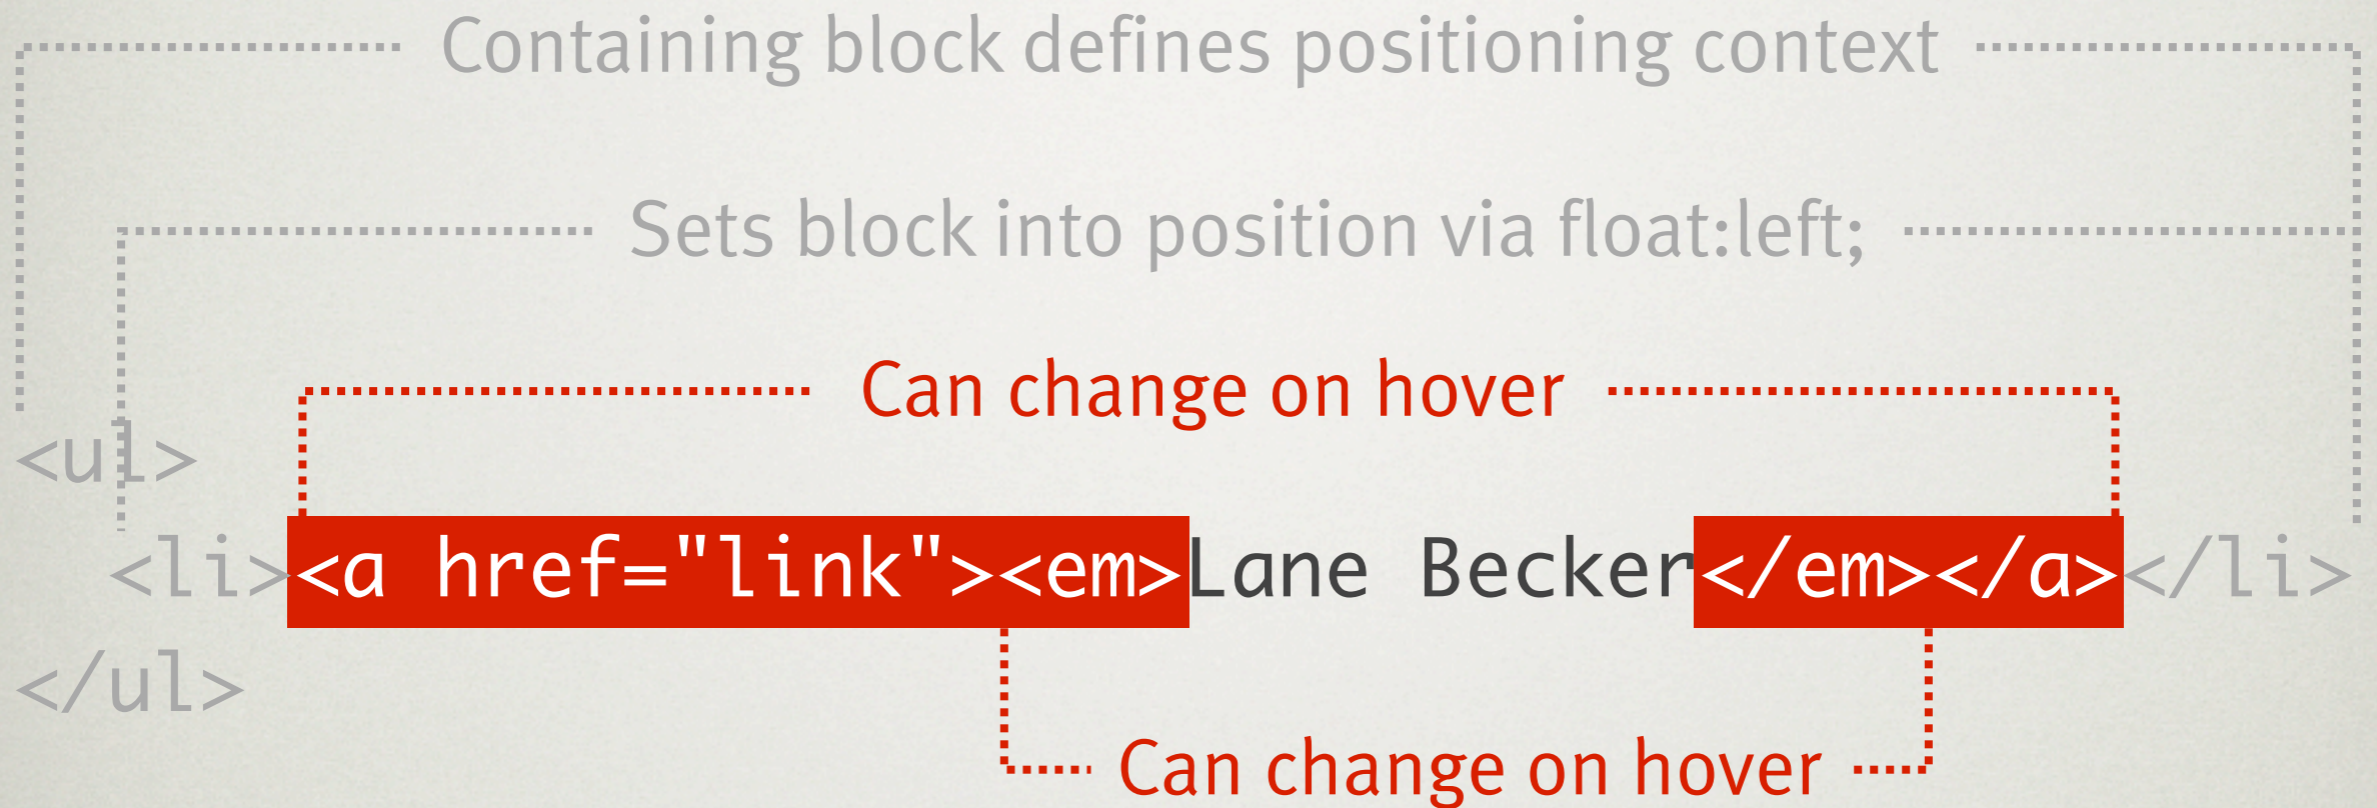 Containing block defines positioning context
Sets block into position via float:left;
Can change on hover
<ul>
<li><a href="link"><em>Lane Becker</em></a></li>
</ul>
Can change on hover